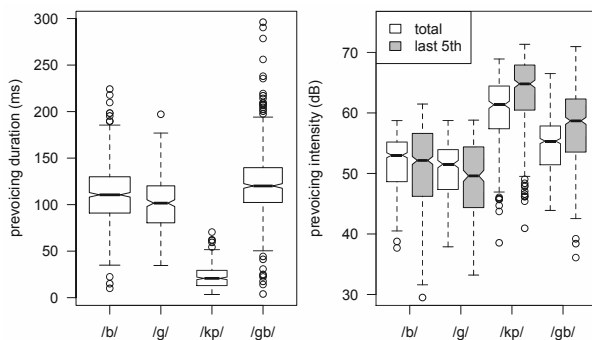 prevoicing duration (ms)
300
250
200
150
100
50
0
/b/ /g/ /kp/ /gb/
prevoicing intensity (dB)
70
60
50
40
30
total
last 5th
/b/ /g/ /kp/ /gb/